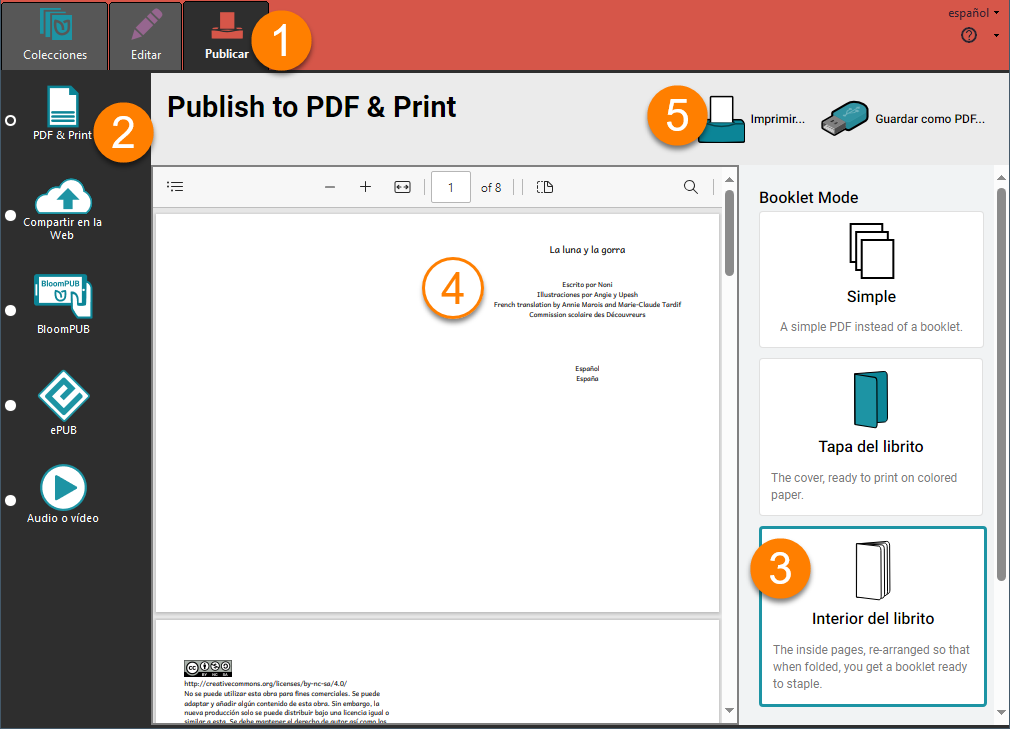 español
Colecciones
Editar
Publicar
1
PDF & Print
2
Compartir en la
Web
BloomPUB
BloomPUB
ePUB
Audio o vídeo
Publish to PDF & Print
5
Imprimir...
Guardar como PDF...
1
of 8
La luna y la gorra
4
Escrito por Noni
Illustraciones por Angie y Upesh
French translation by Annie Marois and Marie-Claude Tardif
Commission scolaire des Découvreurs
Español
España
CC BY NC SA
http://creativecommons.org/licenses/by-nc-sa/4.0/
No se puede utilizar esta obra para fines comerciales. Se puede
adaptar y añadir algún contenido de esta obra. Sin embargo, la
nueva producción solo se puede distribuir bajo una licencia igual o
similar a esta. Se debe mantener el derecho de autor así como los
Booklet Mode
Simple
A simple PDF instead of a booklet.
Tapa del librito
The cover, ready to print on colored
paper.
3
Interior del librito
The inside pages, re-arranged so that
when folded, you get a booklet ready
to staple.